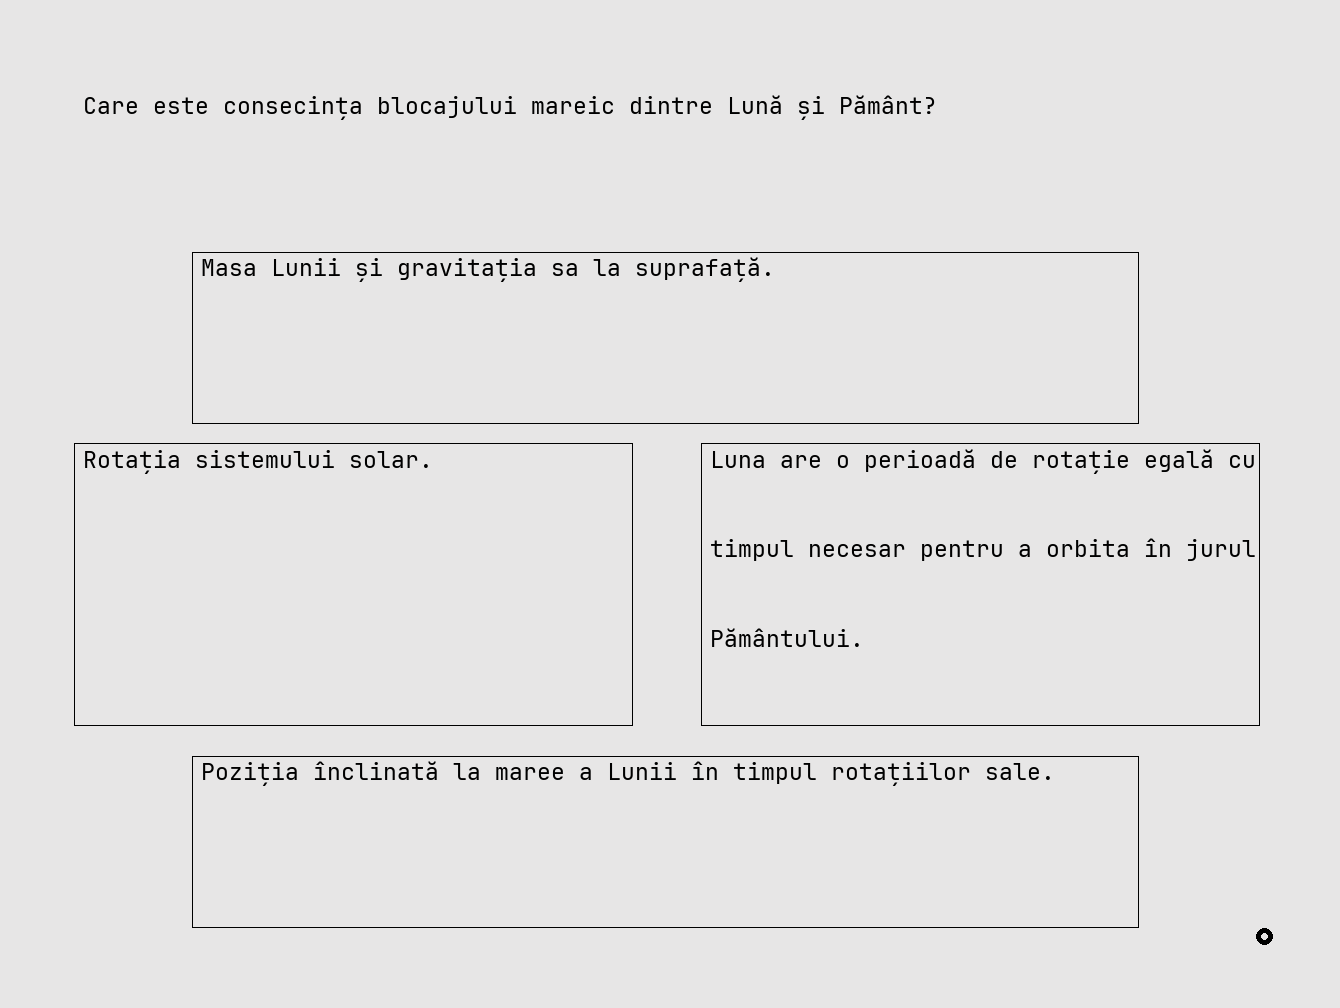 Care este consecința blocajului mareic dintre Lună și Pământ?
Masa Lunii și gravitația sa la suprafață.
Rotația sistemului solar.
Luna are o perioadă de rotație egală cu
timpul necesar pentru a orbita în jurul
Pământului.
Poziția înclinată la maree a Lunii în timpul rotațiilor sale.